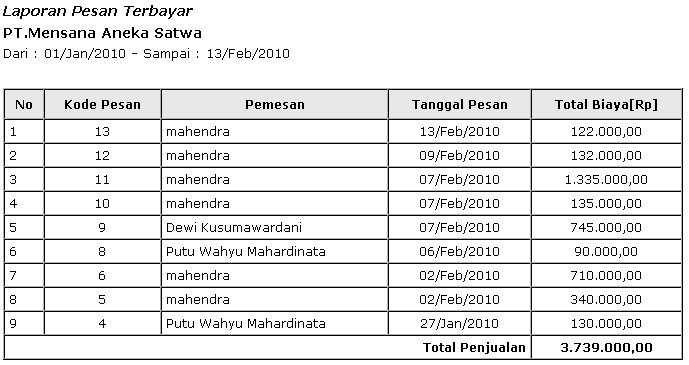 Laporan Pesan Terbayar
PT.Mensana Aneka Satwa
Dari : 01/Jan/2010 - Sampai : 13/Feb/2010
No Kode Pesan Pemesan Tanggal Pesan Total Biaya[Rp]
1 13 mahendra 13/Feb/2010 122.000,00
2 12 mahendra 09/Feb/2010 132.000,00
3 11 mahendra 07/Feb/2010 1.335.000,00
4 10 mahendra 07/Feb/2010 135.000,00
5 9 Dewi Kusumawardani 07/Feb/2010 745.000,00
6 8 Putu Wahyu Mahardinata 06/Feb/2010 90.000,00
7 6 mahendra 02/Feb/2010 710.000,00
8 5 mahendra 02/Feb/2010 340.000,00
9 4 Putu Wahyu Mahardinata 27/Jan/2010 130.000,00
Total Penjualan 3.739.000,00